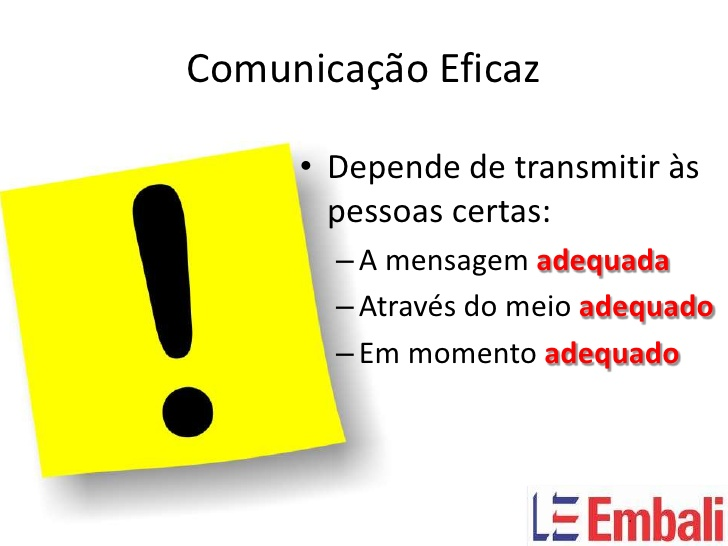 Comunicação Eficaz
• Depende de transmitir às
pessoas certas:
– A mensagem adequada
– Através do meio adequado
– Em momento adequado
LE Embali